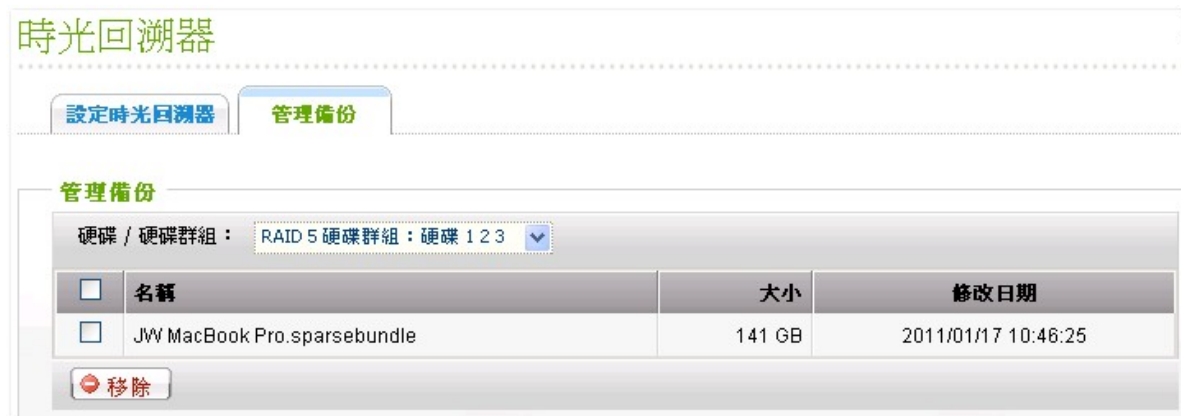 時光回溯器
設定時光回溯器 管理備份
管理備份
硬碟 / 硬碟群組： RAID 5 硬碟群組：硬碟 1 2 3
名稱 大小 修改日期
JW MacBook Pro.sparsebundle 141 GB 2011/01/17 10:46:25
移除